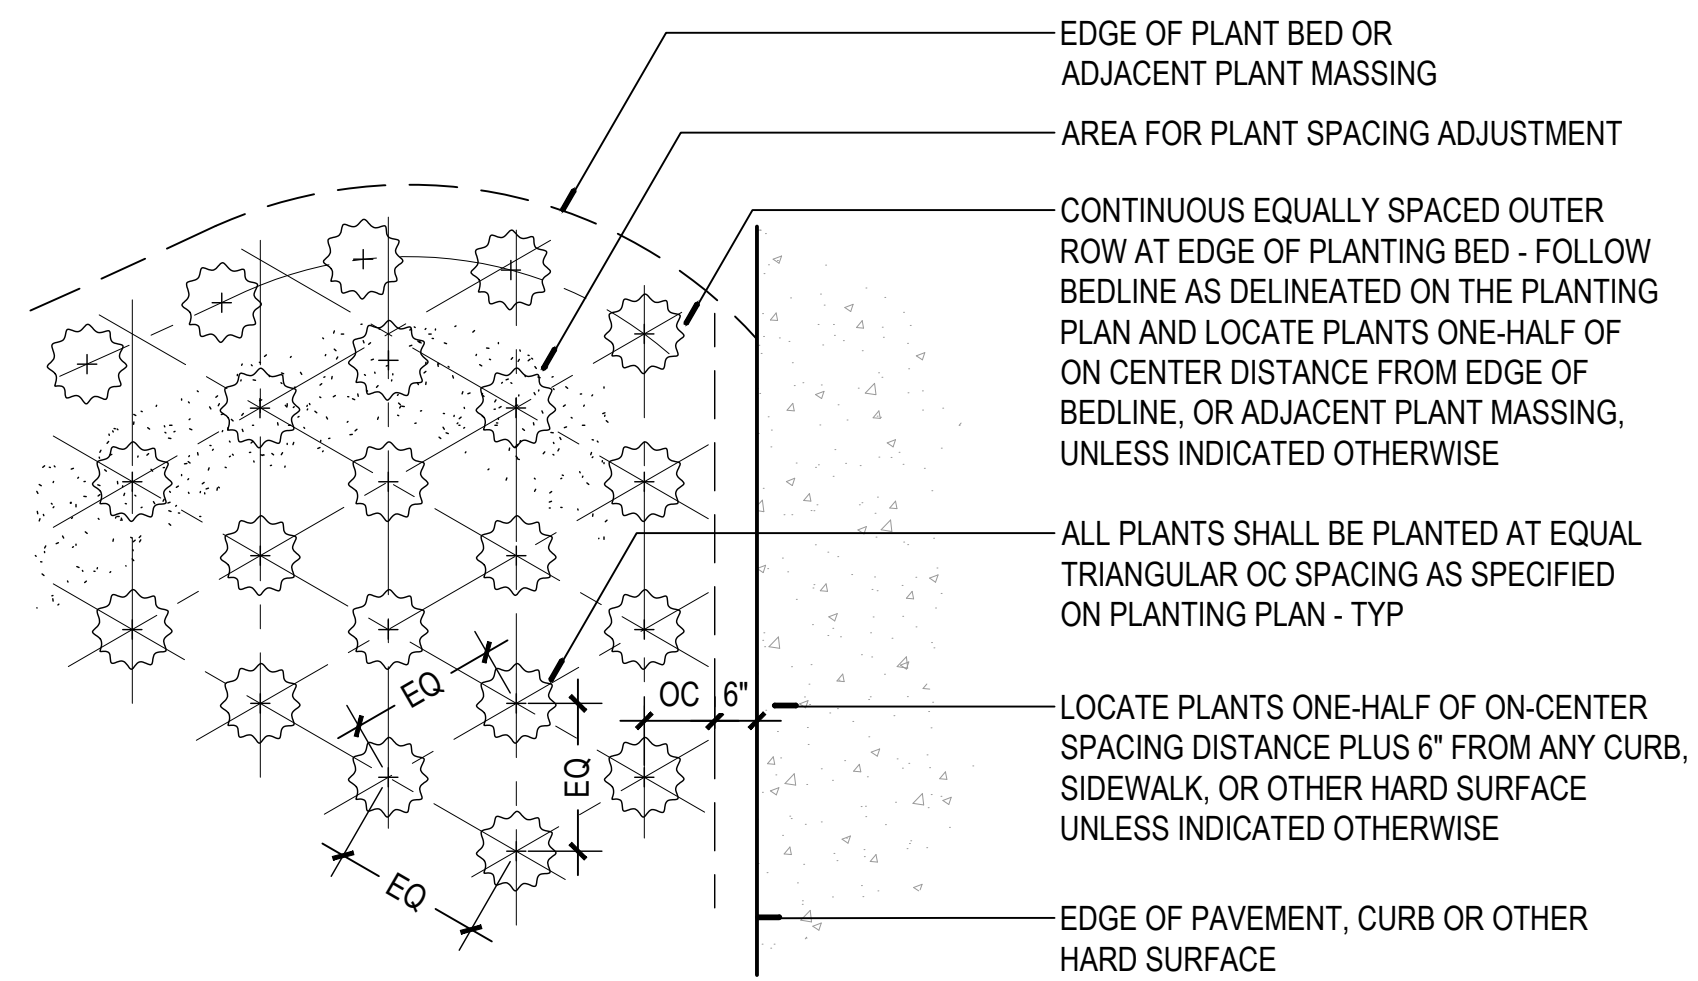 EDGE OF PLANT BED OR
ADJACENT PLANT MASSING
AREA FOR PLANT SPACING ADJUSTMENT
CONTINUOUS EQUALLY SPACED OUTER
ROW AT EDGE OF PLANTING BED - FOLLOW
BEDLINE AS DELINEATED ON THE PLANTING
PLAN AND LOCATE PLANTS ONE-HALF OF
ON CENTER DISTANCE FROM EDGE OF
BEDLINE, OR ADJACENT PLANT MASSING,
UNLESS INDICATED OTHERWISE
ALL PLANTS SHALL BE PLANTED AT EQUAL
TRIANGULAR OC SPACING AS SPECIFIED
ON PLANTING PLAN - TYP
EQ
OC 6"
EQ
EQ
LOCATE PLANTS ONE-HALF OF ON-CENTER
SPACING DISTANCE PLUS 6" FROM ANY CURB,
SIDEWALK, OR OTHER HARD SURFACE
UNLESS INDICATED OTHERWISE
EDGE OF PAVEMENT, CURB OR OTHER
HARD SURFACE